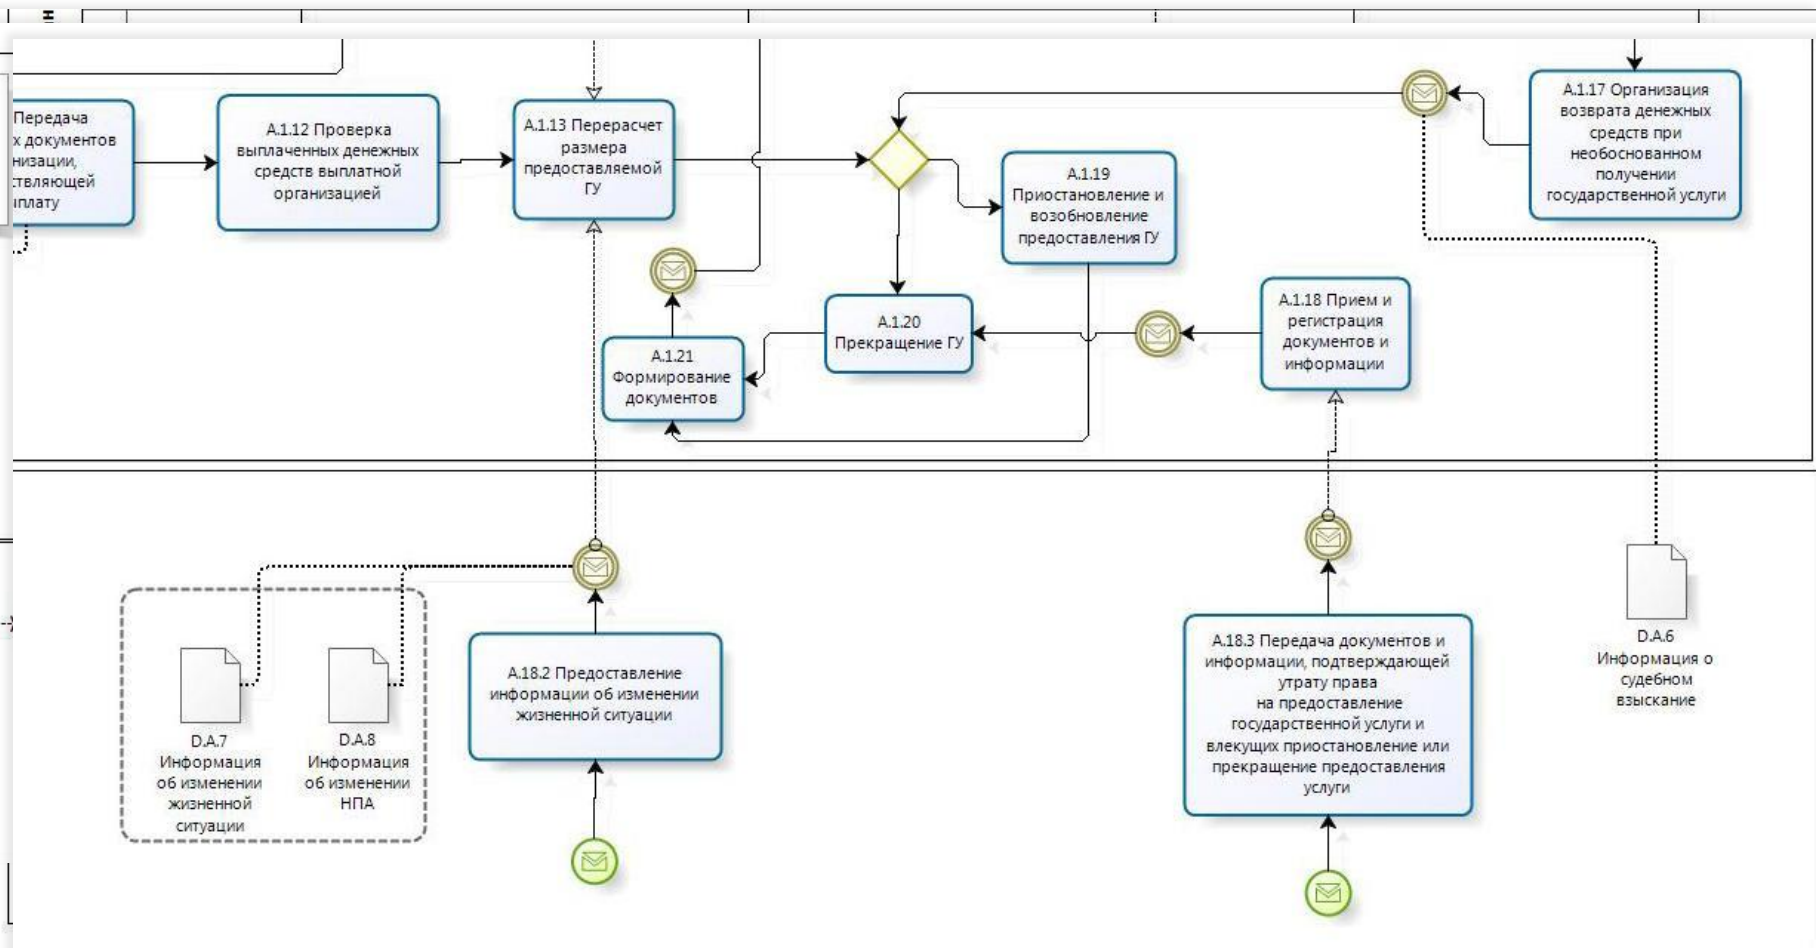 Н
Передача
х документов
низации,
ствляющей
плату
А.1.12 Проверка
выплаченных денежных
средств выплатной
организацией
А.1.13 Перерасчет
размера
предоставляемой
ГУ
А.1.19
Приостановление и
возобновление
предоставления ГУ
А.1.17 Организация
возврата денежных
средств при
необоснованном
получении
государственной услуги
А.1.20
Прекращение ГУ
А.1.18 Прием и
регистрация
документов и
информации
А.1.21
Формирование
документов
D.A.7
Информация
об изменении
жизненной
ситуации
D.A.8
Информация
об изменении
НПА
А.18.2 Предоставление
информации об изменении
жизненной ситуации
А.18.3 Передача документов и
информации, подтверждающей
утрату права
на предоставление
государственной услуги и
влекущих приостановление или
прекращение предоставления
услуги
D.A.6
Информация о
судебном
взыскание